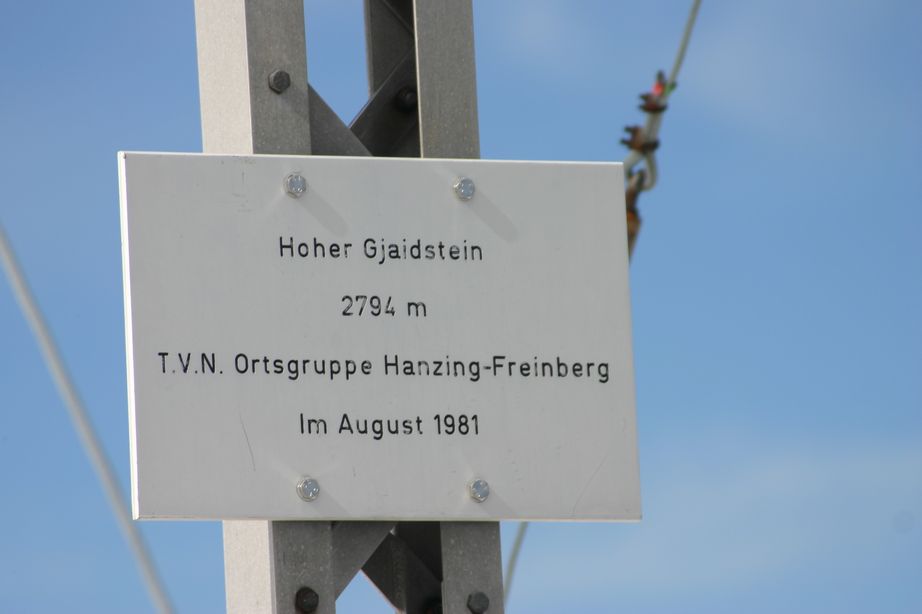 Hoher Gjaidstein
2794 m
T.V.N. Ortsgruppe Hanzing-Freinberg
Im August 1981